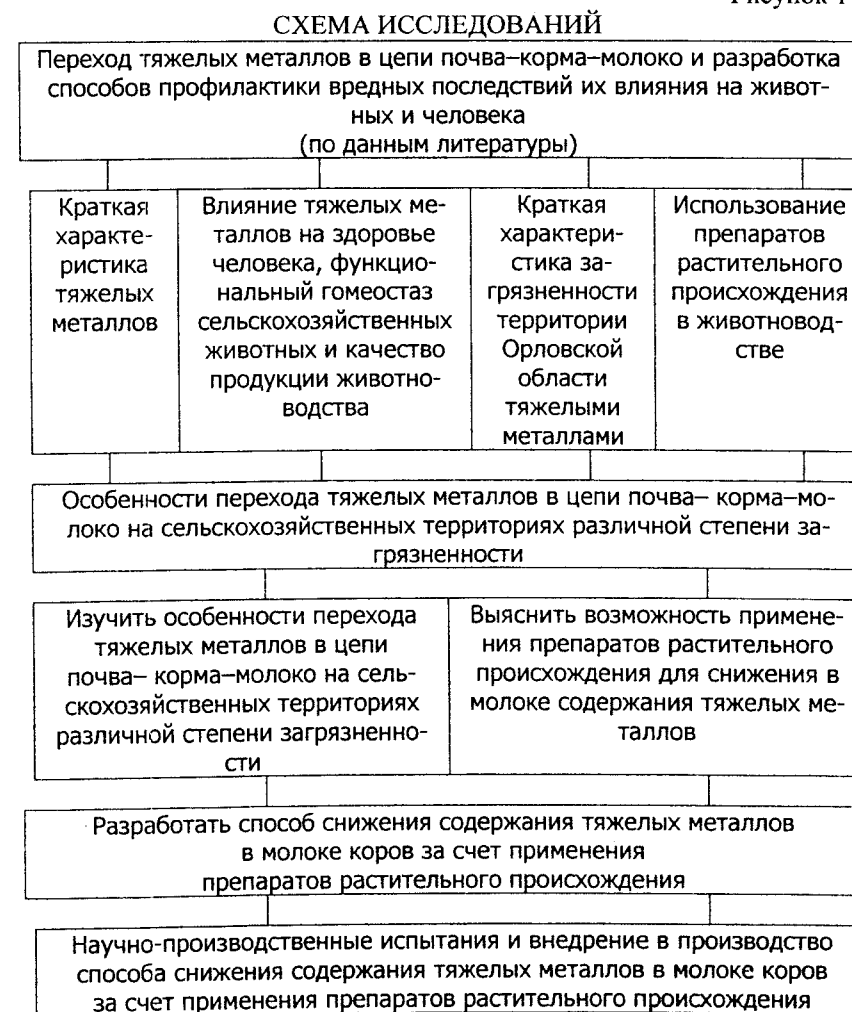 СХЕМА ИССЛЕДОВАНИЙ
Переход тяжелых металлов в цепи почва–корма–молоко и разработка
способов профилактики вредных последствий их влияния на живот-
ных и человека
(по данным литературы)
Краткая
характе-
ристика
тяжелых
металлов
Влияние тяжелых ме-
таллов на здоровье
человека, функцио-
нальный гомеостаз
сельскохозяйственных
животных и качество
продукции животно-
водства
Краткая
характери-
стика за-
грязненности
территории
Орловской
области
тяжелыми
металлами
Использование
препаратов
растительного
происхождения
в животновод-
стве
Особенности перехода тяжелых металлов в цепи почва– корма–мо-
локо на сельскохозяйственных территориях различной степени за-
грязненности
Изучить особенности перехода
тяжелых металлов в цепи
почва– корма–молоко на сель-
скохозяйственных территориях
различной степени загрязненно-
сти
Выяснить возможность примене-
ния препаратов растительного
происхождения для снижения в
молоке содержания тяжелых ме-
таллов
Разработать способ снижения содержания тяжелых металлов
в молоке коров за счет применения
препаратов растительного происхождения
Научно-производственные испытания и внедрение в производство
способа снижения содержания тяжелых металлов в молоке коров
за счет применения препаратов растительного происхождения